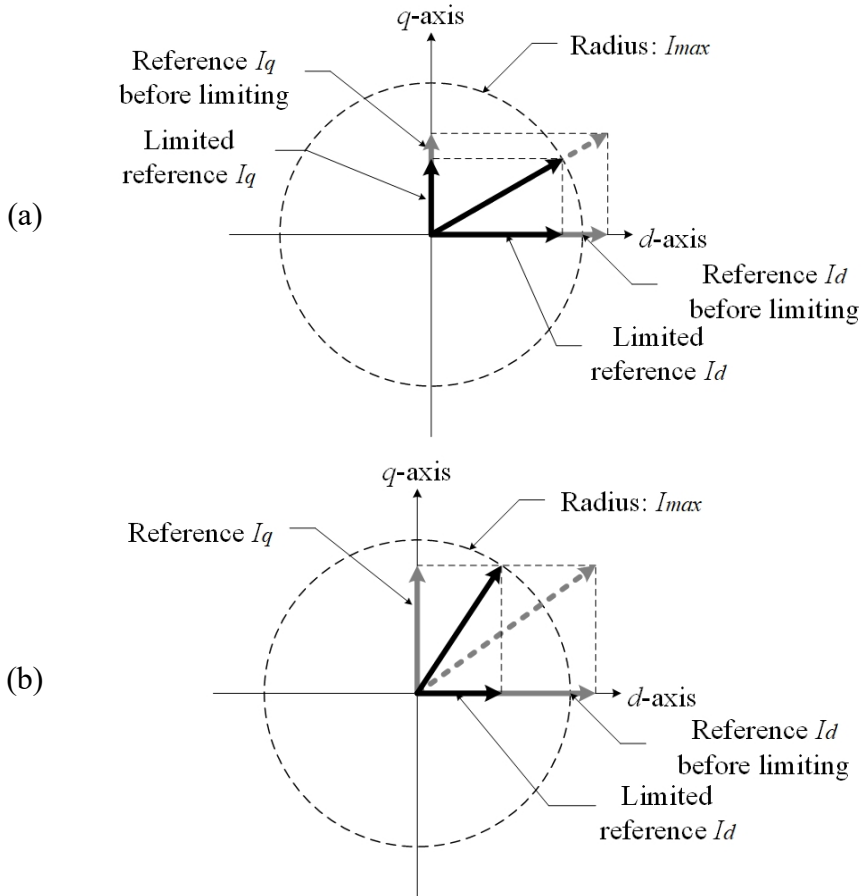 q-axis
Radius: Imax
Reference Iq
before limiting
Limited
reference Iq
(a)
d-axis
Reference Id
before limiting
Limited
reference Id
q-axis
Radius: Imax
Reference Iq
(b)
d-axis
Reference Id
before limiting
Limited
reference Id